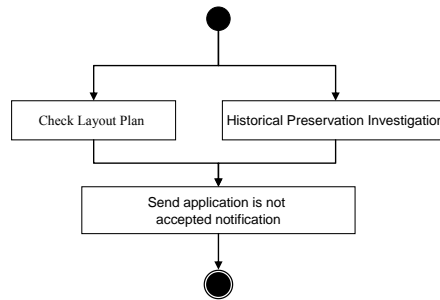 Check Layout Plan
Historical Preservation Investigation
Send application is not
accepted notification